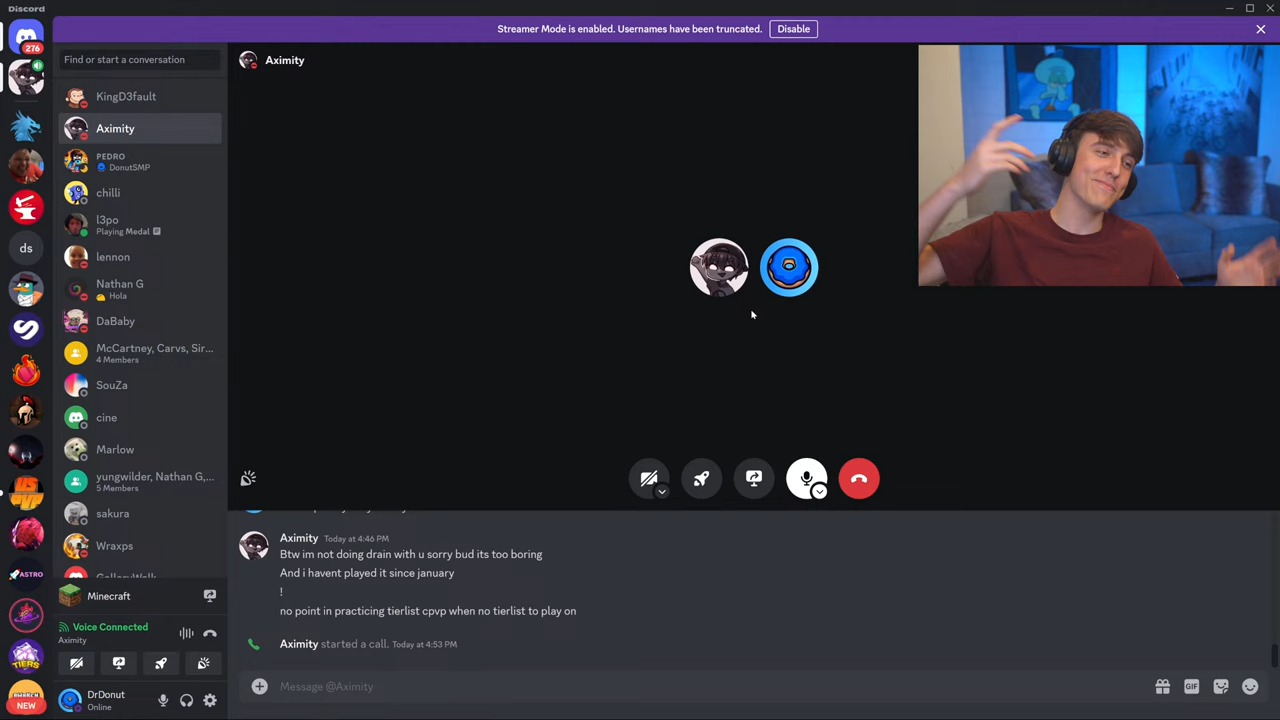 Discord
Streamer Mode is enabled. Usernames have been truncated.
Disable
276
Find or start a conversation
Aximity
KingD3fault
Aximity
PEDRO
DonutSMP
chilli
l3po
Playing Medal
ds
lennon
Nathan G
Hola
DaBaby
McCartney, Carvs, Sir...
4 Members
SouZa
cine
Marlow
yungwilder, Nathan G,...
5 Members
sakura
Wraxps
GalleryWalk
Aximity Today at 4:46 PM
Btw im not doing drain with u sorry bud its too boring
And i havent played it since january
!
no point in practicing tierlist cpvp when no tierlist to play on
Aximity started a call. Today at 4:53 PM
Message @Aximity
GIF
ASTRO
TIERS
NEW
Minecraft
Voice Connected
Aximity
DrDonut
Online